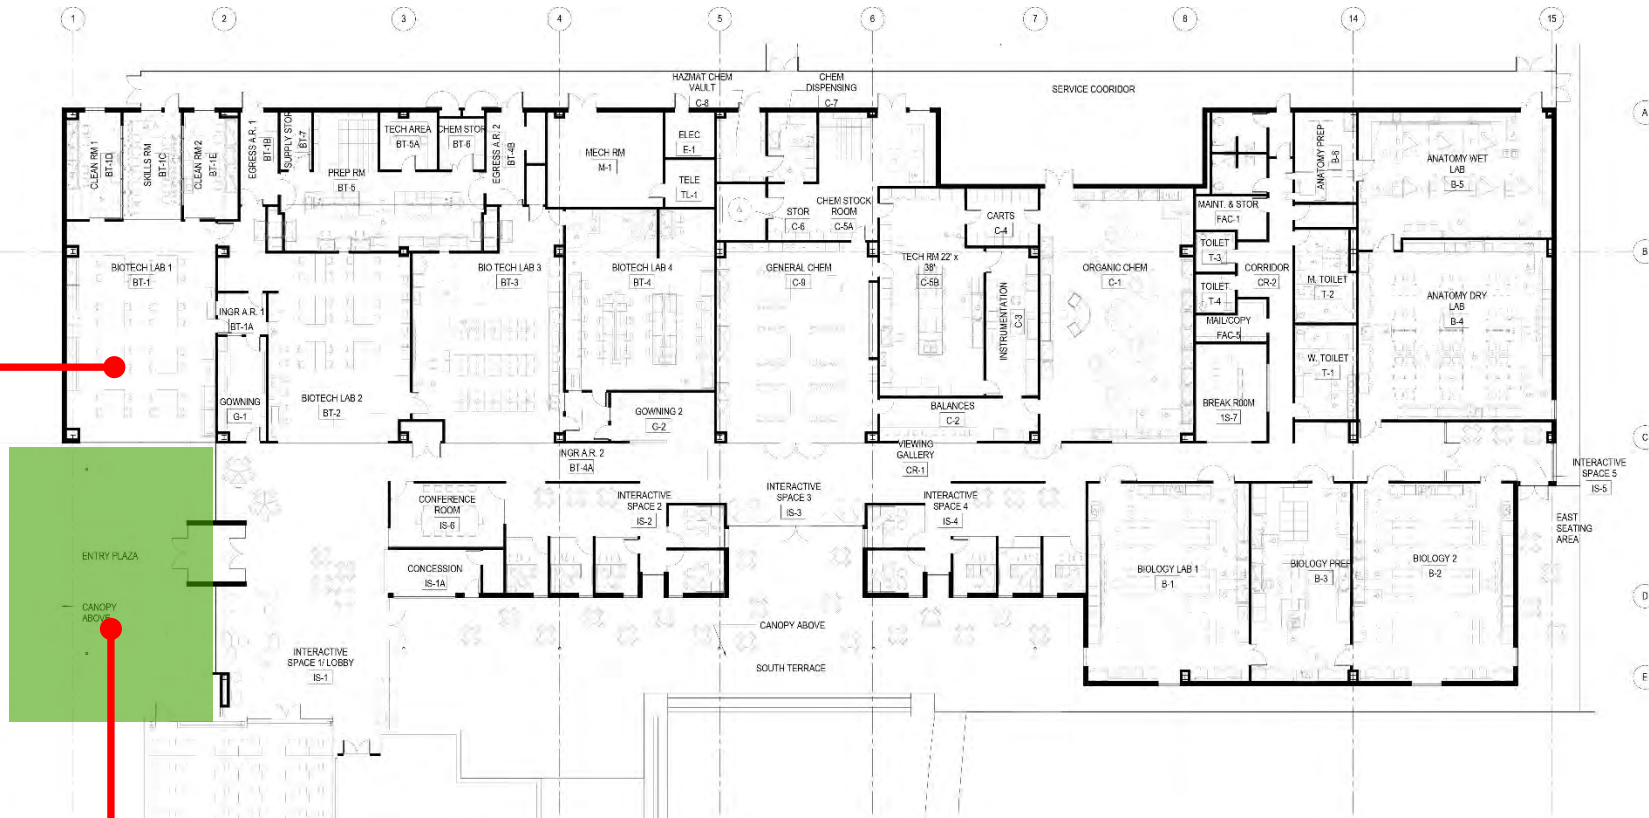 1 2 3 4 5 6 7 8 14 15
HAZMAT CHEM
VAULT
C-8
CHEM
DISPENSING
C-7
SERVICE COORIDOR
A
CLEAN RM 1
BT-1D
SKILLS RM
BT-1C
CLEAN RM 2
BT-1E
EGRESS A.R. 1
BT-1B
SUPPLY STOR
BT-7
PREP RM
BT-5
TECH AREA
BT-5A
CHEM STOR
BT-6
EGRESS A.R. 2
BT-4B
MECH RM
M-1
ELEC
E-1
TELE
TL-1
STOR
C-6
CHEM STOCK
ROOM
C-5A
CARTS
C-4
MAINT. & STOR
FAC-1
ANATOMY PREP
B-6
ANATOMY WET
LAB
B-5
B
BIOTECH LAB 1
BT-1
INGR A.R. 1
BT-1A
GOWNING
G-1
BIOTECH LAB 2
BT-2
BIO TECH LAB 3
BT-3
BIOTECH LAB 4
BT-4
GOWNING 2
G-2
GENERAL CHEM
C-9
TECH RM 22' x
38'
C-5B
INSTRUMENTATION
C-3
BALANCES
C-2
ORGANIC CHEM
C-1
TOILET
T-3
TOILET
T-4
CORRIDOR
CR-2
MAIL/COPY
FAC-5
BREAK ROOM
1S-7
M. TOILET
T-2
W. TOILET
T-1
ANATOMY DRY
LAB
B-4
C
INGR A.R. 2
BT-4A
VIEWING
GALLERY
CR-1
INTERACTIVE
SPACE 5
IS-5
CONFERENCE
ROOM
IS-6
INTERACTIVE
SPACE 2
IS-2
INTERACTIVE
SPACE 3
IS-3
INTERACTIVE
SPACE 4
IS-4
EAST
SEATING
AREA
ENTRY PLAZA
CONCESSION
IS-1A
BIOLOGY LAB 1
B-1
BIOLOGY PREP
B-3
BIOLOGY 2
B-2
D
CANOPY
ABOVE
CANOPY ABOVE
INTERACTIVE
SPACE 1/ LOBBY
IS-1
SOUTH TERRACE
E